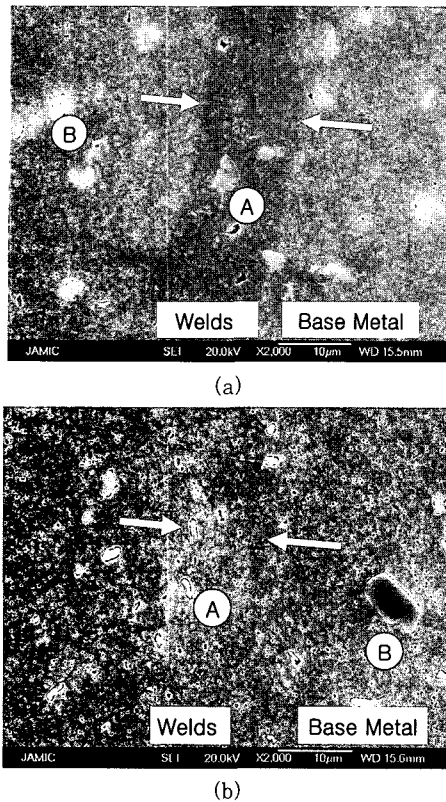 B
A
Welds Base Metal
JAMIC SEI 20.0kV X2,000 10μm WD 15.5mm
(a)
A
B
Welds Base Metal
JAMIC SEI 20.0kV X2,000 10μm WD 15.6mm
(b)